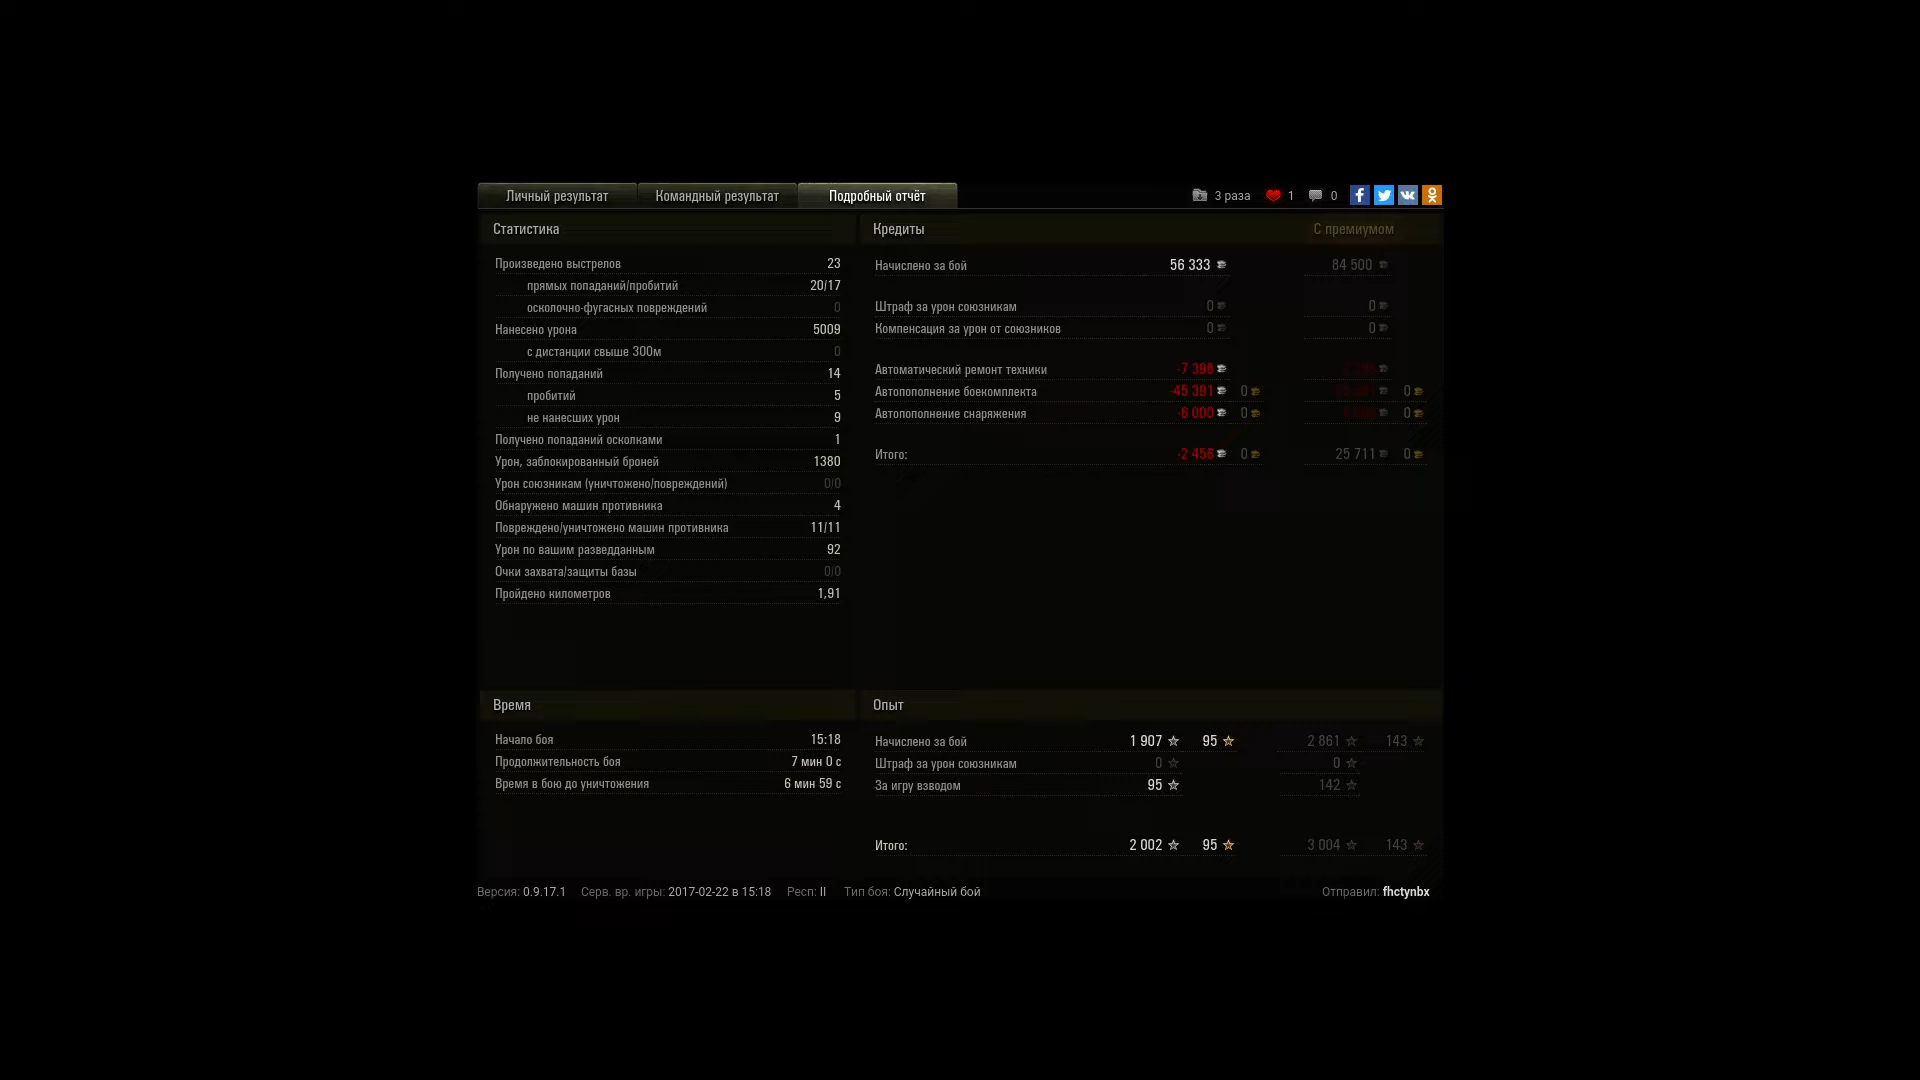 Личный результат Командный результат Подробный отчёт 3 раза 1 0
Статистика
Произведено выстрелов 23
прямых попаданий/пробитий 20/17
осколочно-фугасных повреждений 0
Нанесено урона 5009
с дистанции свыше 300м 0
Получено попаданий 14
пробитий 5
не нанесших урон 9
Получено попаданий осколками 1
Урон, заблокированный броней 1380
Урон союзникам (уничтожено/повреждений) 0/0
Обнаружено машин противника 4
Повреждено/уничтожено машин противника 11/11
Урон по вашим разведданным 92
Очки захвата/защиты базы 0/0
Пройдено километров 1,91
Кредиты С премиумом
Начислено за бой 56 333 84 500
Штраф за урон союзникам 0 0
Компенсация за урон от союзников 0 0
Автоматический ремонт техники -7 398
Автопополнение боекомплекта -45 391 0 0
Автопополнение снаряжения -6 000 0 0
Итого: -2 456 0 25 711 0
Время
Начало боя 15:18
Продолжительность боя 7 мин 0 с
Время в бою до уничтожения 6 мин 59 с
Опыт
Начислено за бой 1 907 95 2 861 143
Штраф за урон союзникам 0 0
За игру взводом 95 142
Итого: 2 002 95 3 004 143
Версия: 0.9.17.1 Серв. вр. игры: 2017-02-22 в 15:18 Респ: II Тип боя: Случайный бой Отправил: fhctynbx